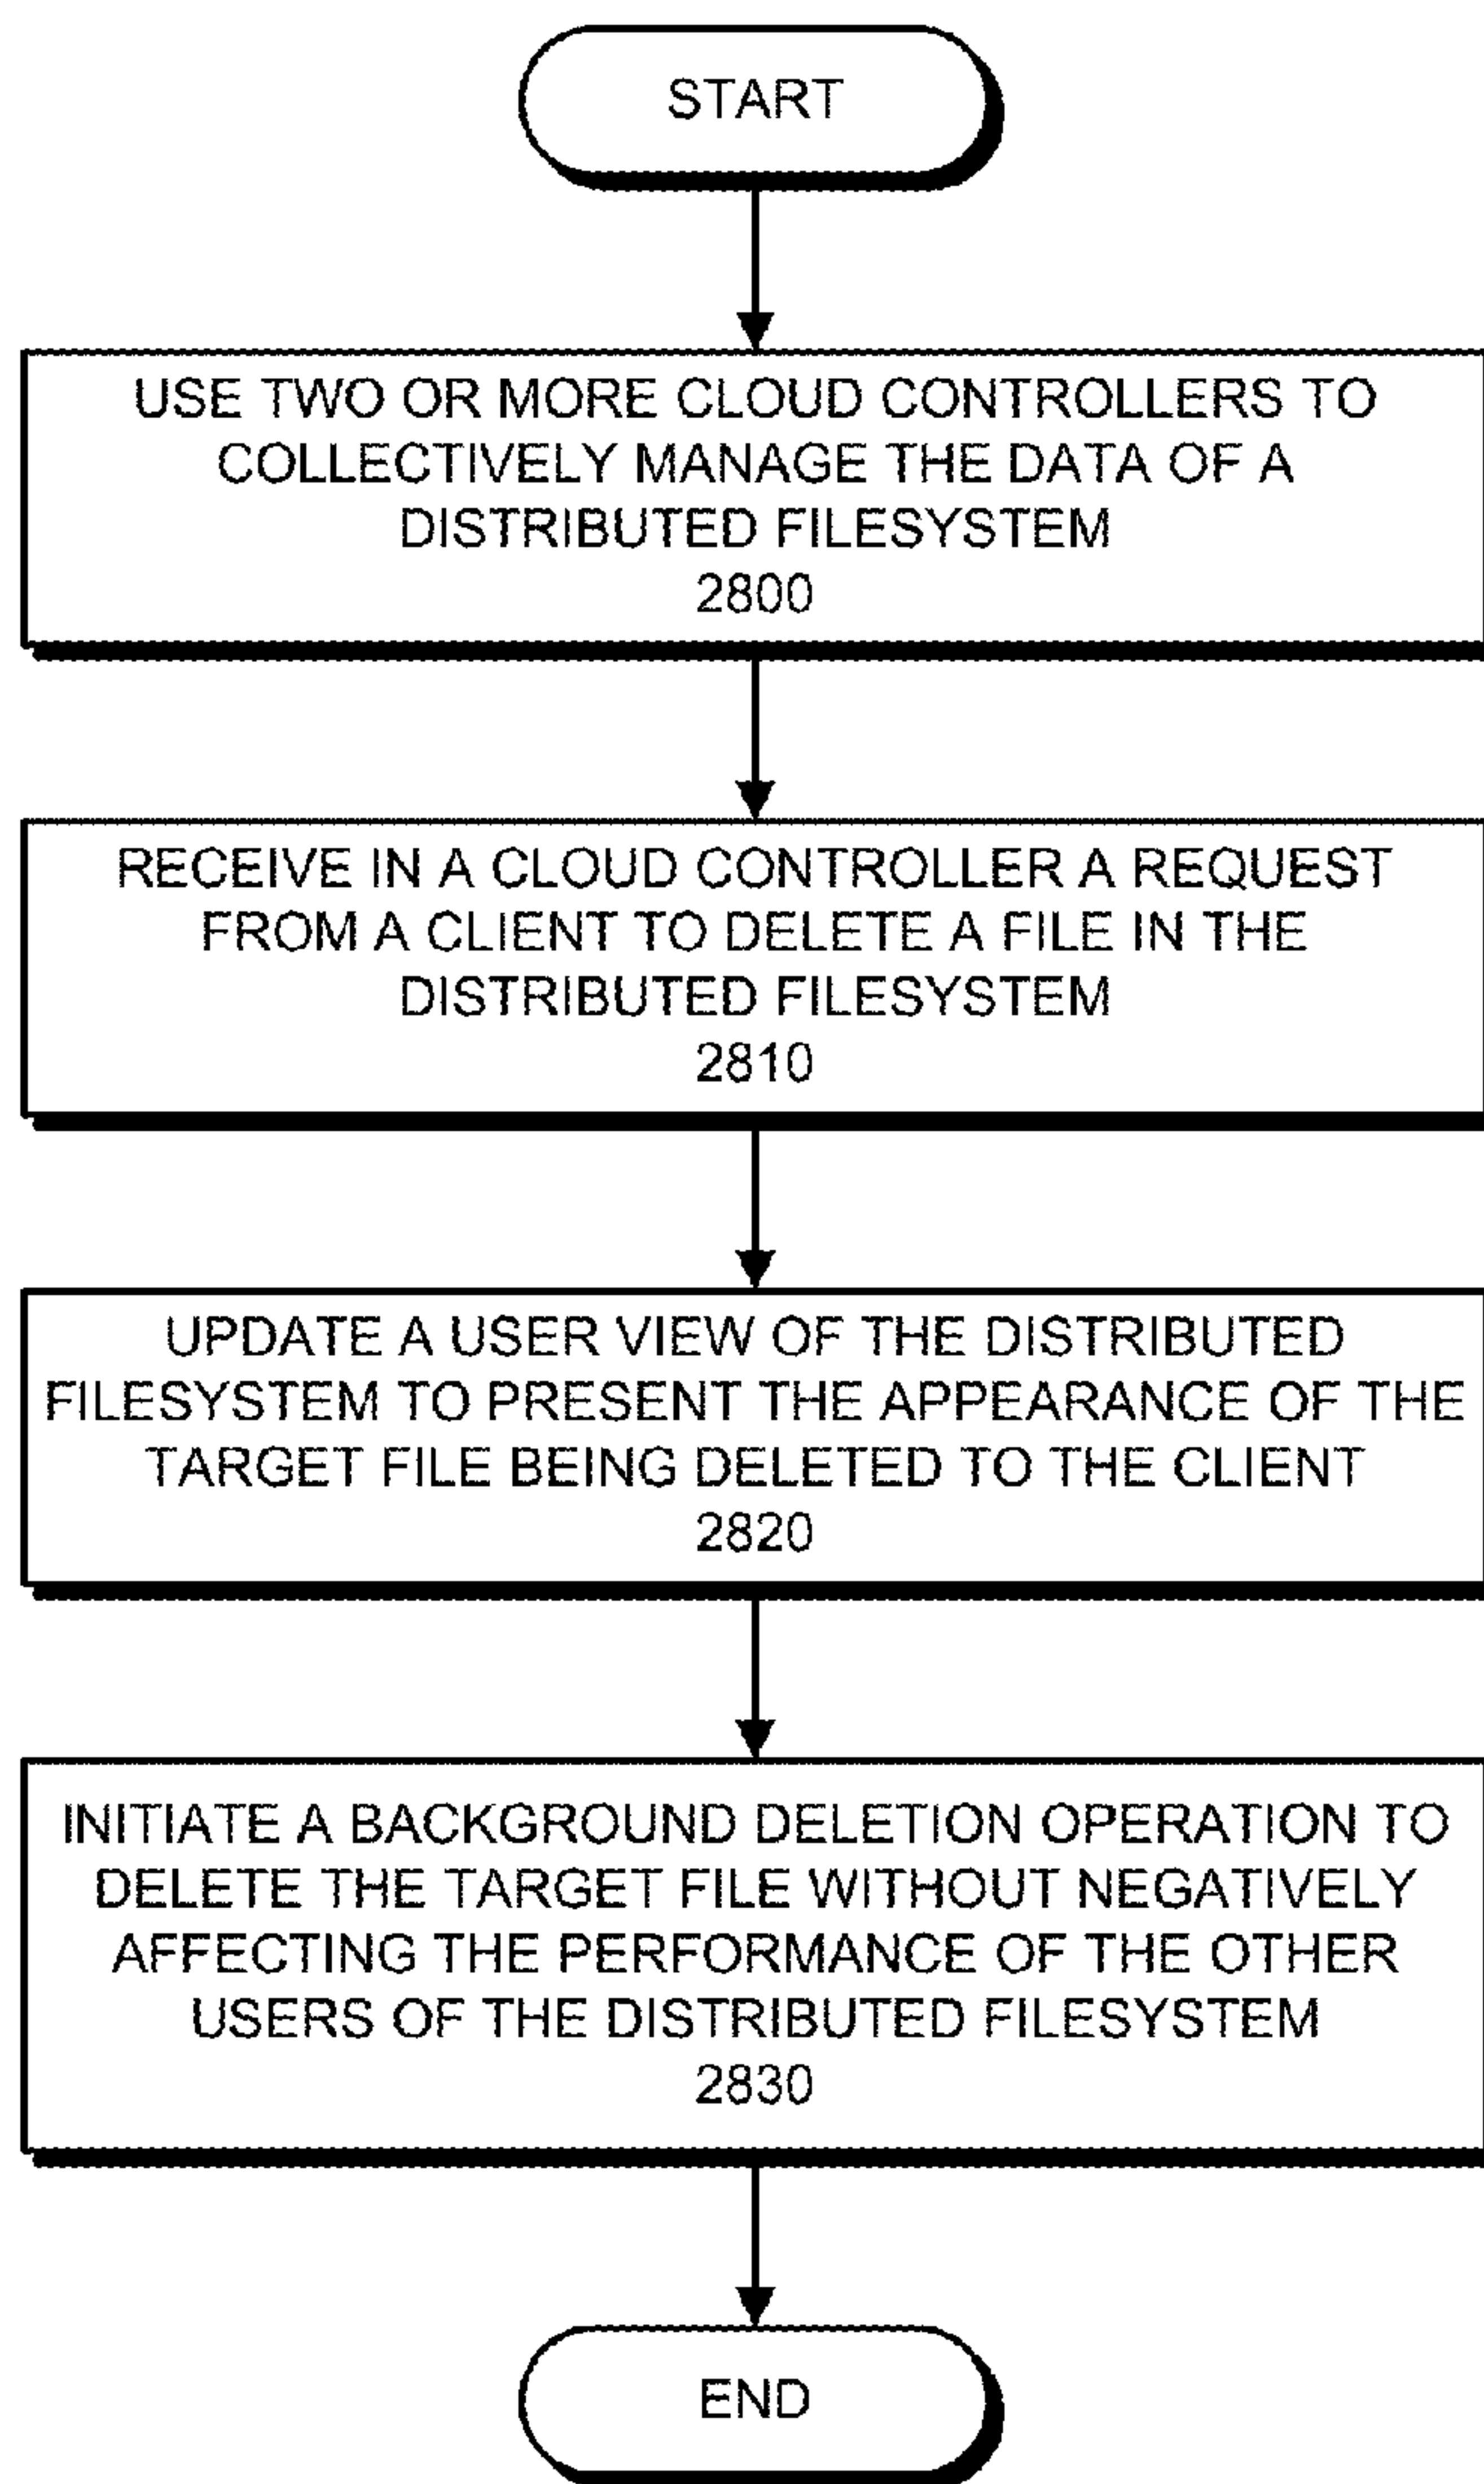 START
USE TWO OR MORE CLOUD CONTROLLERS TO
COLLECTIVELY MANAGE THE DATA OF A
DISTRIBUTED FILESYSTEM
2800
RECEIVE IN A CLOUD CONTROLLER A REQUEST
FROM A CLIENT TO DELETE A FILE IN THE
DISTRIBUTED FILESYSTEM
2810
UPDATE A USER VIEW OF THE DISTRIBUTED
FILESYSTEM TO PRESENT THE APPEARANCE OF THE
TARGET FILE BEING DELETED TO THE CLIENT
2820
INITIATE A BACKGROUND DELETION OPERATION TO
DELETE THE TARGET FILE WITHOUT NEGATIVELY
AFFECTING THE PERFORMANCE OF THE OTHER
USERS OF THE DISTRIBUTED FILESYSTEM
2830
END